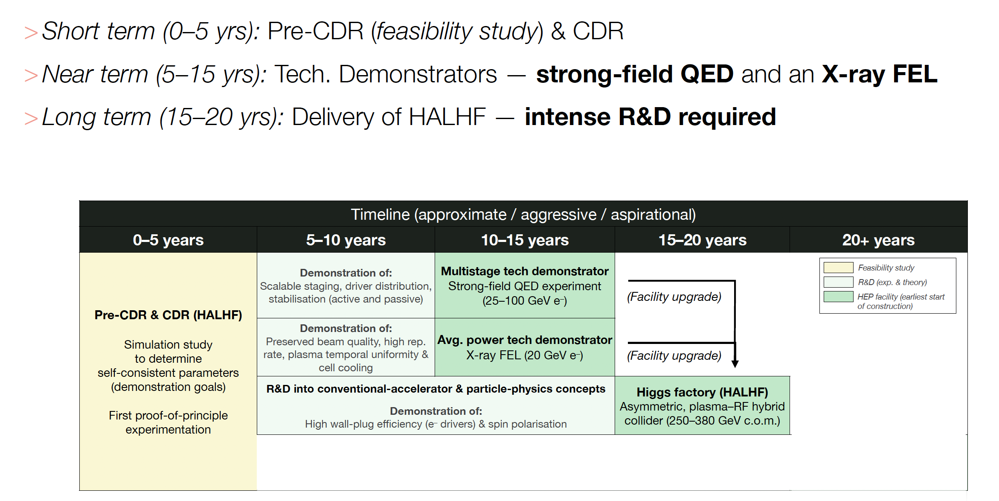 > Short term (0–5 yrs): Pre-CDR (feasibility study) & CDR
> Near term (5–15 yrs): Tech. Demonstrators — strong-field QED and an X-ray FEL
> Long term (15–20 yrs): Delivery of HALHF — intense R&D required
Timeline (approximate / aggressive / aspirational)
0–5 years
5–10 years
10–15 years
15–20 years
20+ years
Pre-CDR & CDR (HALHF)
Simulation study
to determine
self-consistent parameters
(demonstration goals)
First proof-of-principle
experimentation
Demonstration of:
Scalable staging, driver distribution,
stabilisation (active and passive)
Multistage tech demonstrator
Strong-field QED experiment
(25–100 GeV e⁻)
(Facility upgrade)
Feasibility study
R&D (exp. & theory)
HEP facility (earliest start
of construction)
Demonstration of:
Preserved beam quality, high rep.
rate, plasma temporal uniformity &
cell cooling
Avg. power tech demonstrator
X-ray FEL (20 GeV e⁻)
(Facility upgrade)
R&D into conventional-accelerator & particle-physics concepts
Demonstration of:
High wall-plug efficiency (e⁻ drivers) & spin polarisation
Higgs factory (HALHF)
Asymmetric, plasma–RF hybrid
collider (250–380 GeV c.o.m.)